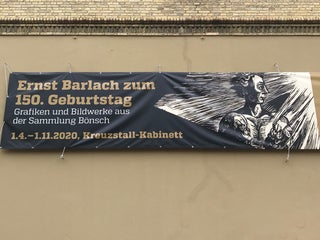 Ernst Barlach zum
150. Geburtstag
Grafiken und Bildwerke aus
der Sammlung Bönsch
1.4.–1.11.2020, Kreuzstall-Kabinett